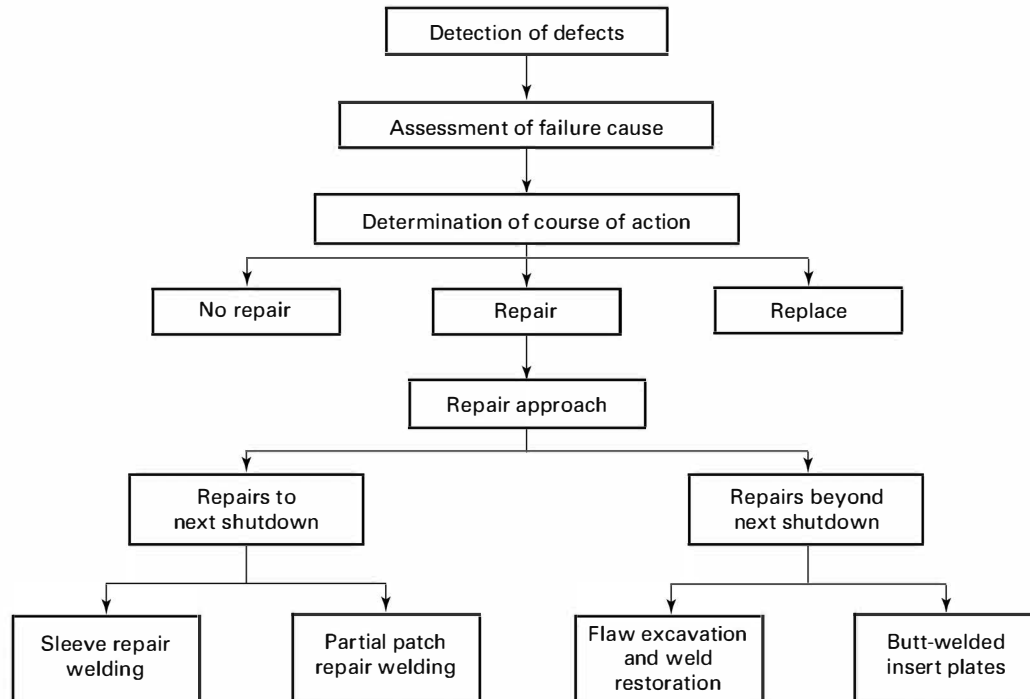 Detection of defects
Assessment of failure cause
Determination of course of action
No repair
Repair
Replace
Repair approach
Repairs to
next shutdown
Repairs beyond
next shutdown
Sleeve repair
welding
Partial patch
repair welding
Flaw excavation
and weld
restoration
Butt-welded
insert plates